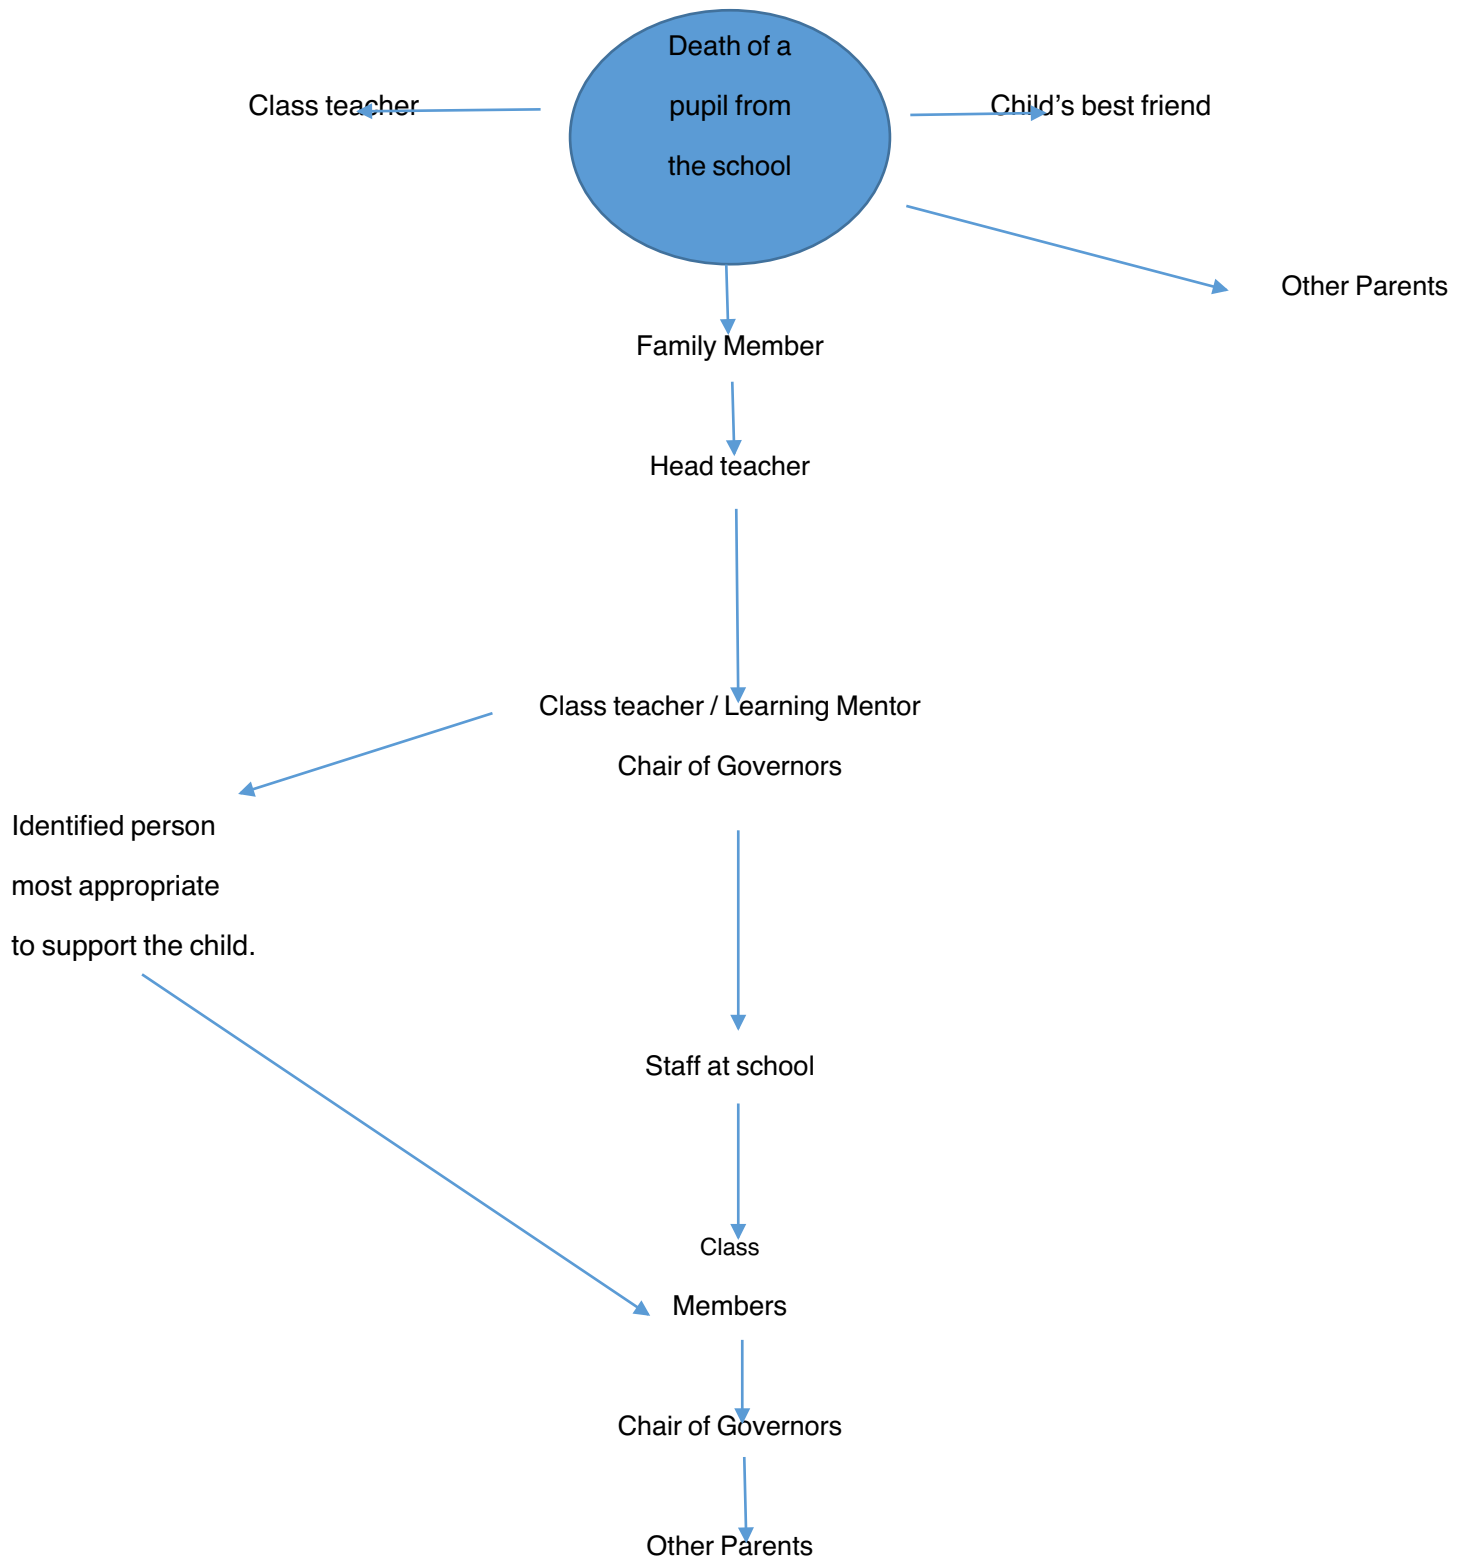 Death of a
Class teacher
pupil from
Child’s best friend
the school
Other Parents
Family Member
Head teacher
Class teacher / Learning Mentor
Chair of Governors
Identified person
most appropriate
to support the child.
Staff at school
Class
Members
Chair of Governors
Other Parents